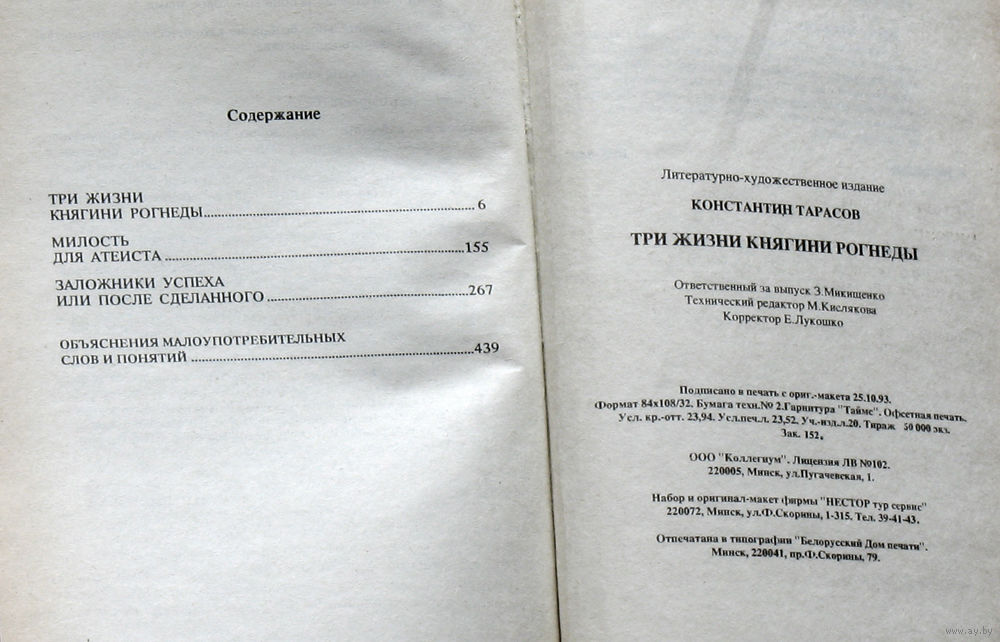 Содержание
ТРИ ЖИЗНИ
КНЯГИНИ РОГНЕДЫ........6
МИЛОСТЬ
ДЛЯ АТЕИСТА........155
ЗАЛОЖНИКИ УСПЕХА
ИЛИ ПОСЛЕ СДЕЛАННОГО........267
ОБЪЯСНЕНИЯ МАЛОУПОТРЕБИТЕЛЬНЫХ
СЛОВ И ПОНЯТИЙ........439
Литературно-художественное издание
КОНСТАНТИН ТАРАСОВ
ТРИ ЖИЗНИ КНЯГИНИ РОГНЕДЫ
Ответственный за выпуск З.Микищенко
Технический редактор М.Кислякова
Корректор Е.Лукошко
Подписано в печать с ориг.-макета 25.10.93.
Формат 84х108/32. Бумага техн.№ 2.Гарнитура "Таймс". Офсетная печать.
Усл. кр.-отт. 23,94. Усл.печ.л. 23,52. Уч.-изд.л.20. Тираж 50 000 экз.
Зак. 152.
ООО "Коллегиум". Лицензия ЛВ №102.
220005, Минск, ул.Пугачевская, 1.
Набор и оригинал-макет фирмы "НЕСТОР тур сервис"
220072, Минск, ул.Ф.Скорины, 1-315. Тел. 39-41-43.
Отпечатана в типографии "Белорусский Дом печати".
Минск, 220041, пр.Ф.Скорины, 79.
www.ay.by